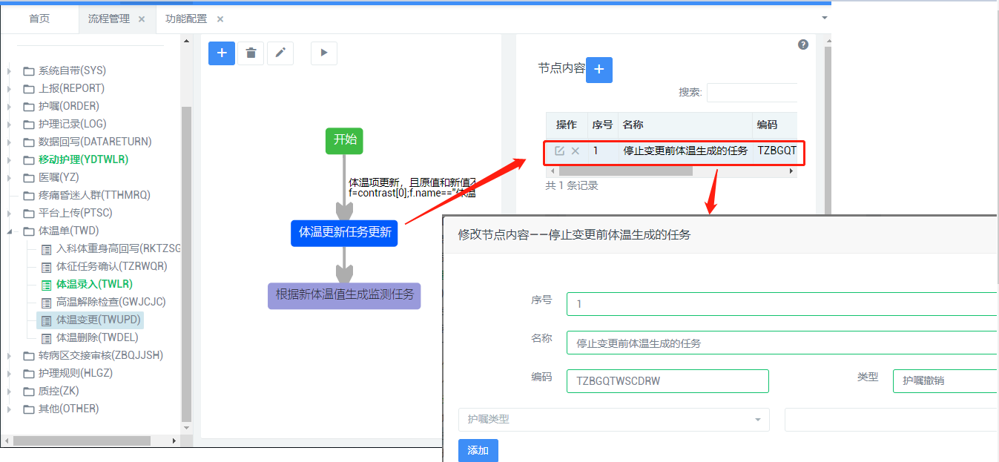 首页
流程管理
功能配置
系统自带(SYS)
上报(REPORT)
护嘱(ORDER)
护理记录(LOG)
数据回写(DATARETURN)
移动护理(YDTWLR)
医嘱(YZ)
疼痛昏迷人群(TTHMRQ)
平台上传(PTSC)
体温单(TWD)
入科体重身高回写(RKTZSG
体征任务确认(TZRWQR)
体温录入(TWLR)
高温解除检查(GWJCJC)
体温变更(TWUPD)
体温删除(TWDEL)
转病区交接审核(ZBQJJSH)
护理规则(HLGZ)
质控(ZK)
其他(OTHER)
开始
体温项更新，且原值和新值不
f=contrast[0];f.name=="体温
体温更新任务更新
根据新体温值生成监测任务
节点内容
搜索:
操作 序号 名称 编码
1 停止变更前体温生成的任务 TZBGQT
共 1 条记录
修改节点内容——停止变更前体温生成的任务
序号 1
名称 停止变更前体温生成的任务
编码 TZBGQTWSCDRW 类型 护嘱撤销
护嘱类型
添加